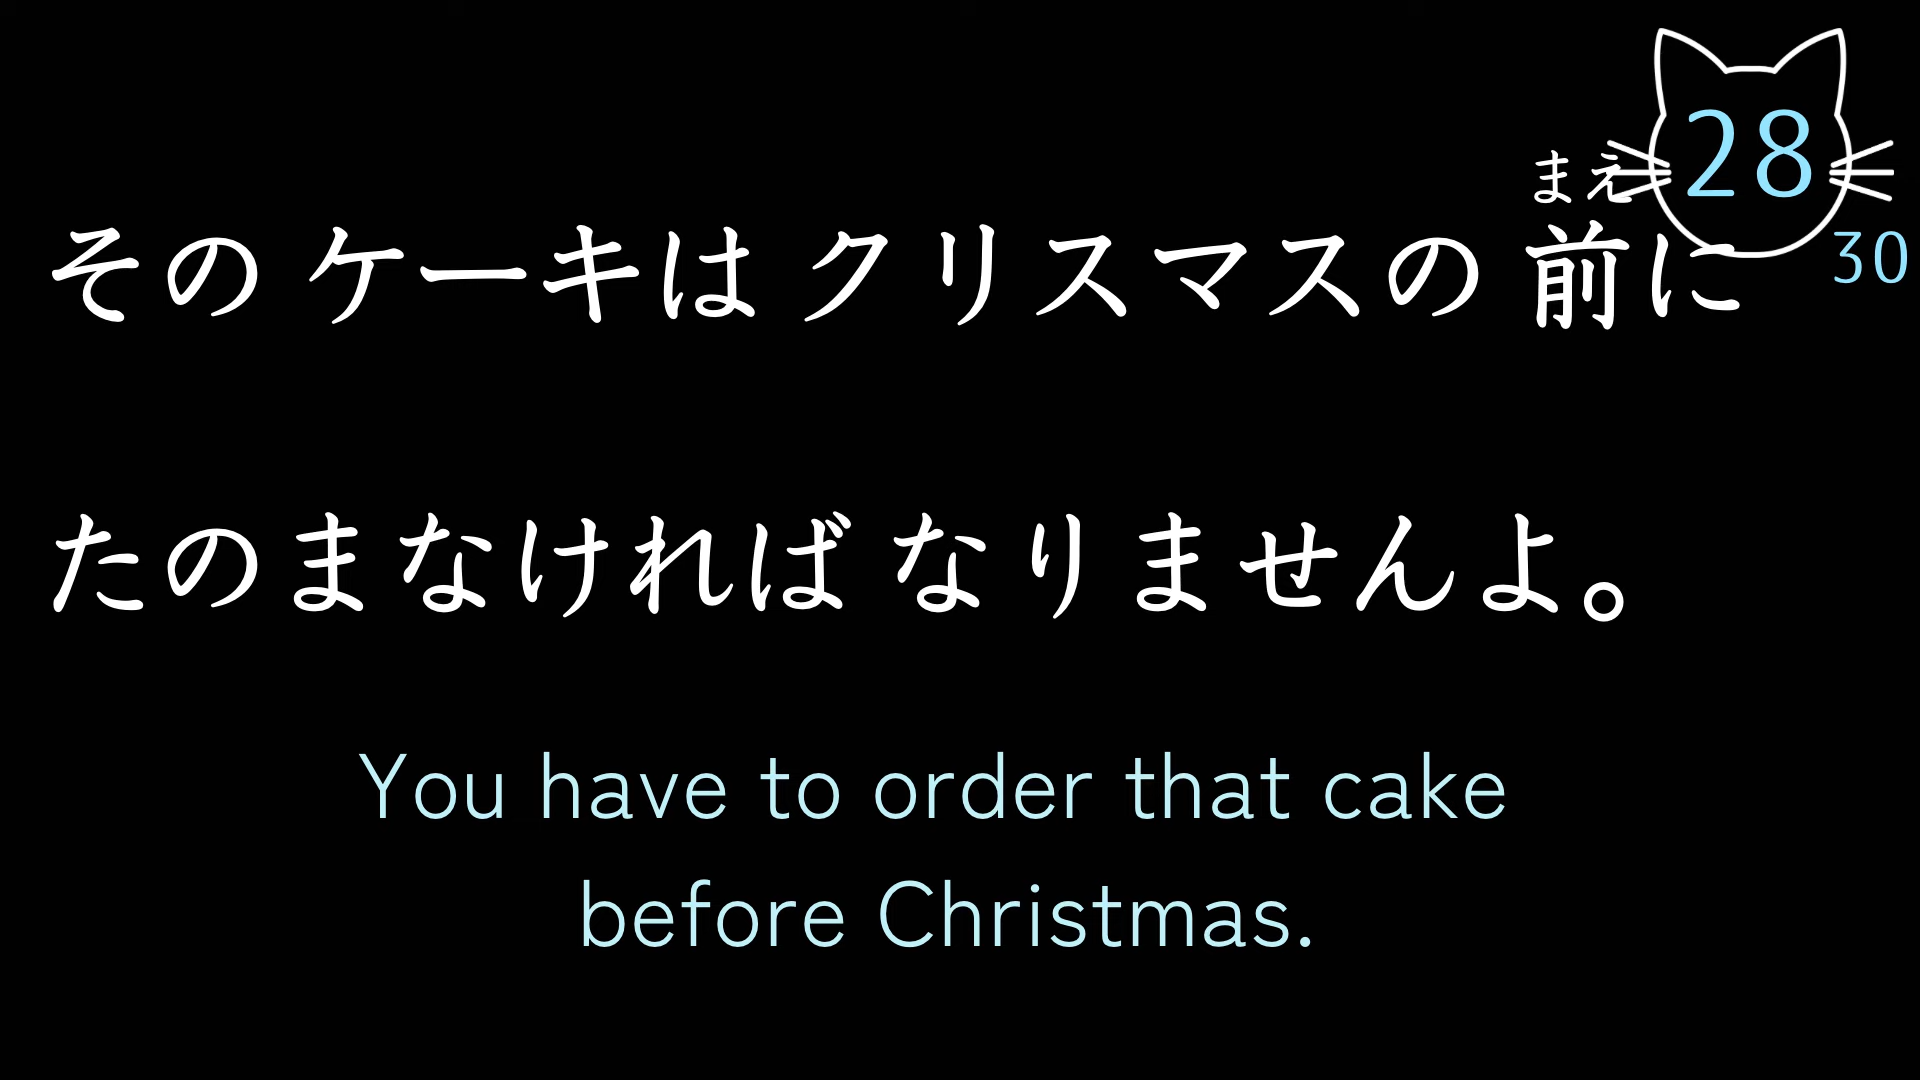 28
30
まえ
その ケーキは クリスマスの 前に
たのまなければ なりませんよ。
You have to order that cake
before Christmas.